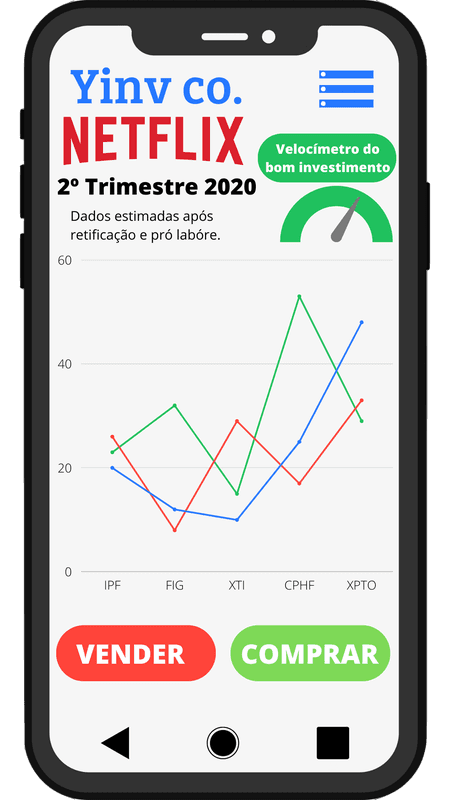 Yinv co.
NETFLIX
Velocímetro do
bom investimento
2º Trimestre 2020
Dados estimadas após
retificação e pró labóre.
60
40
20
0
IPF FIG XTI CPHF XPTO
VENDER
COMPRAR